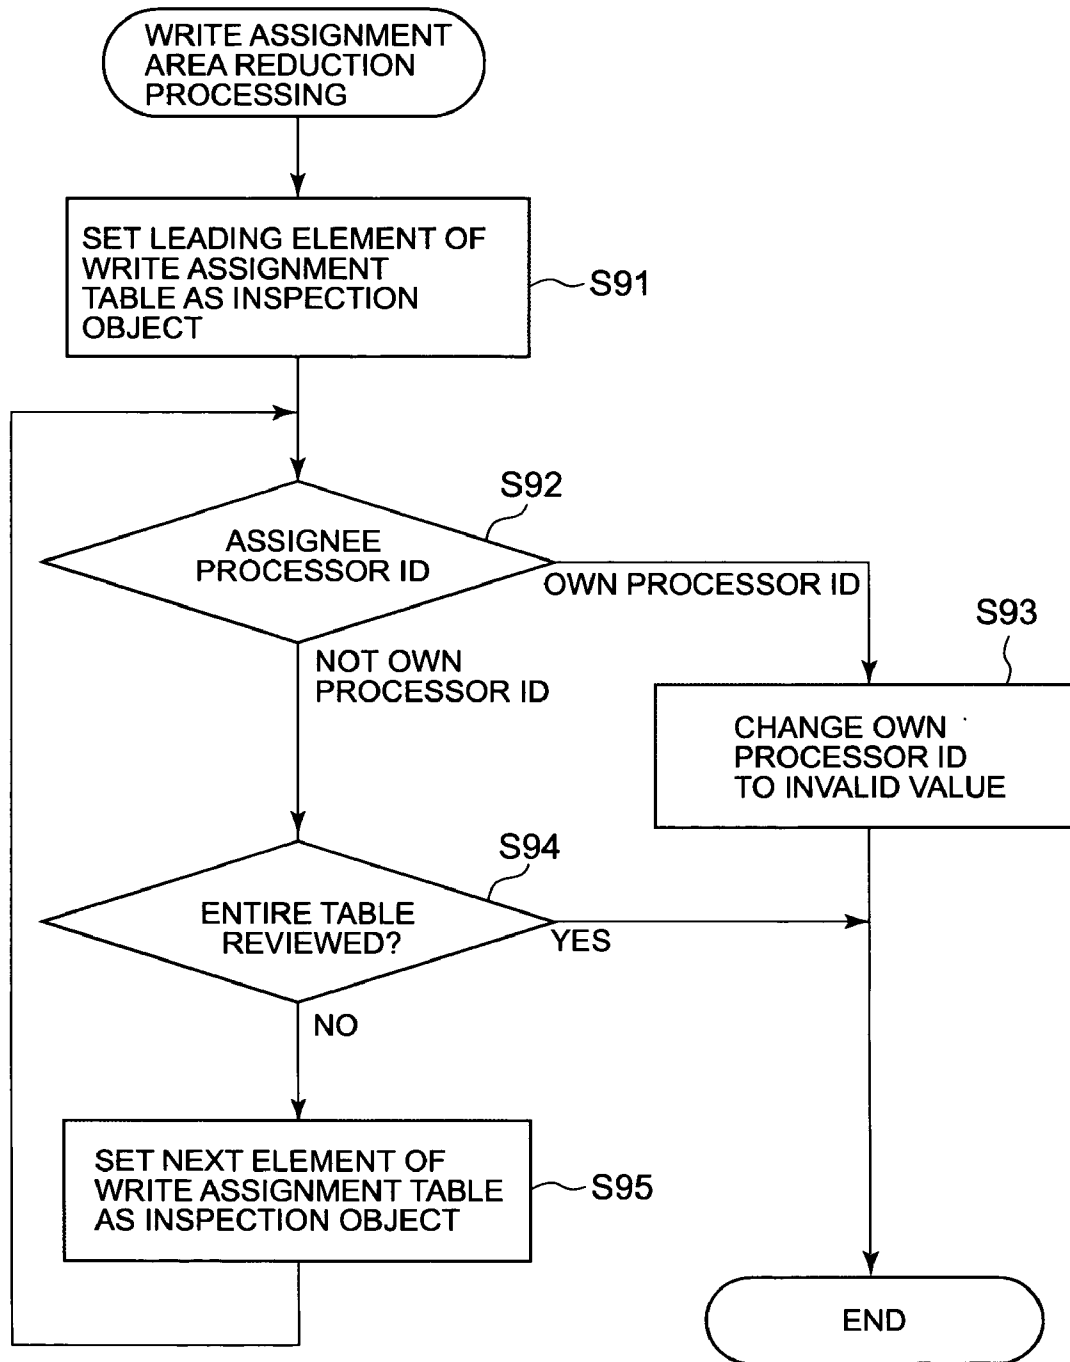 WRITE ASSIGNMENT
AREA REDUCTION
PROCESSING
SET LEADING ELEMENT OF
WRITE ASSIGNMENT
TABLE AS INSPECTION
OBJECT
S91
S92
ASSIGNEE
PROCESSOR ID
OWN PROCESSOR ID
NOT OWN
PROCESSOR ID
S93
CHANGE OWN
PROCESSOR ID
TO INVALID VALUE
S94
ENTIRE TABLE
REVIEWED?
YES
NO
SET NEXT ELEMENT OF
WRITE ASSIGNMENT TABLE
AS INSPECTION OBJECT
S95
END